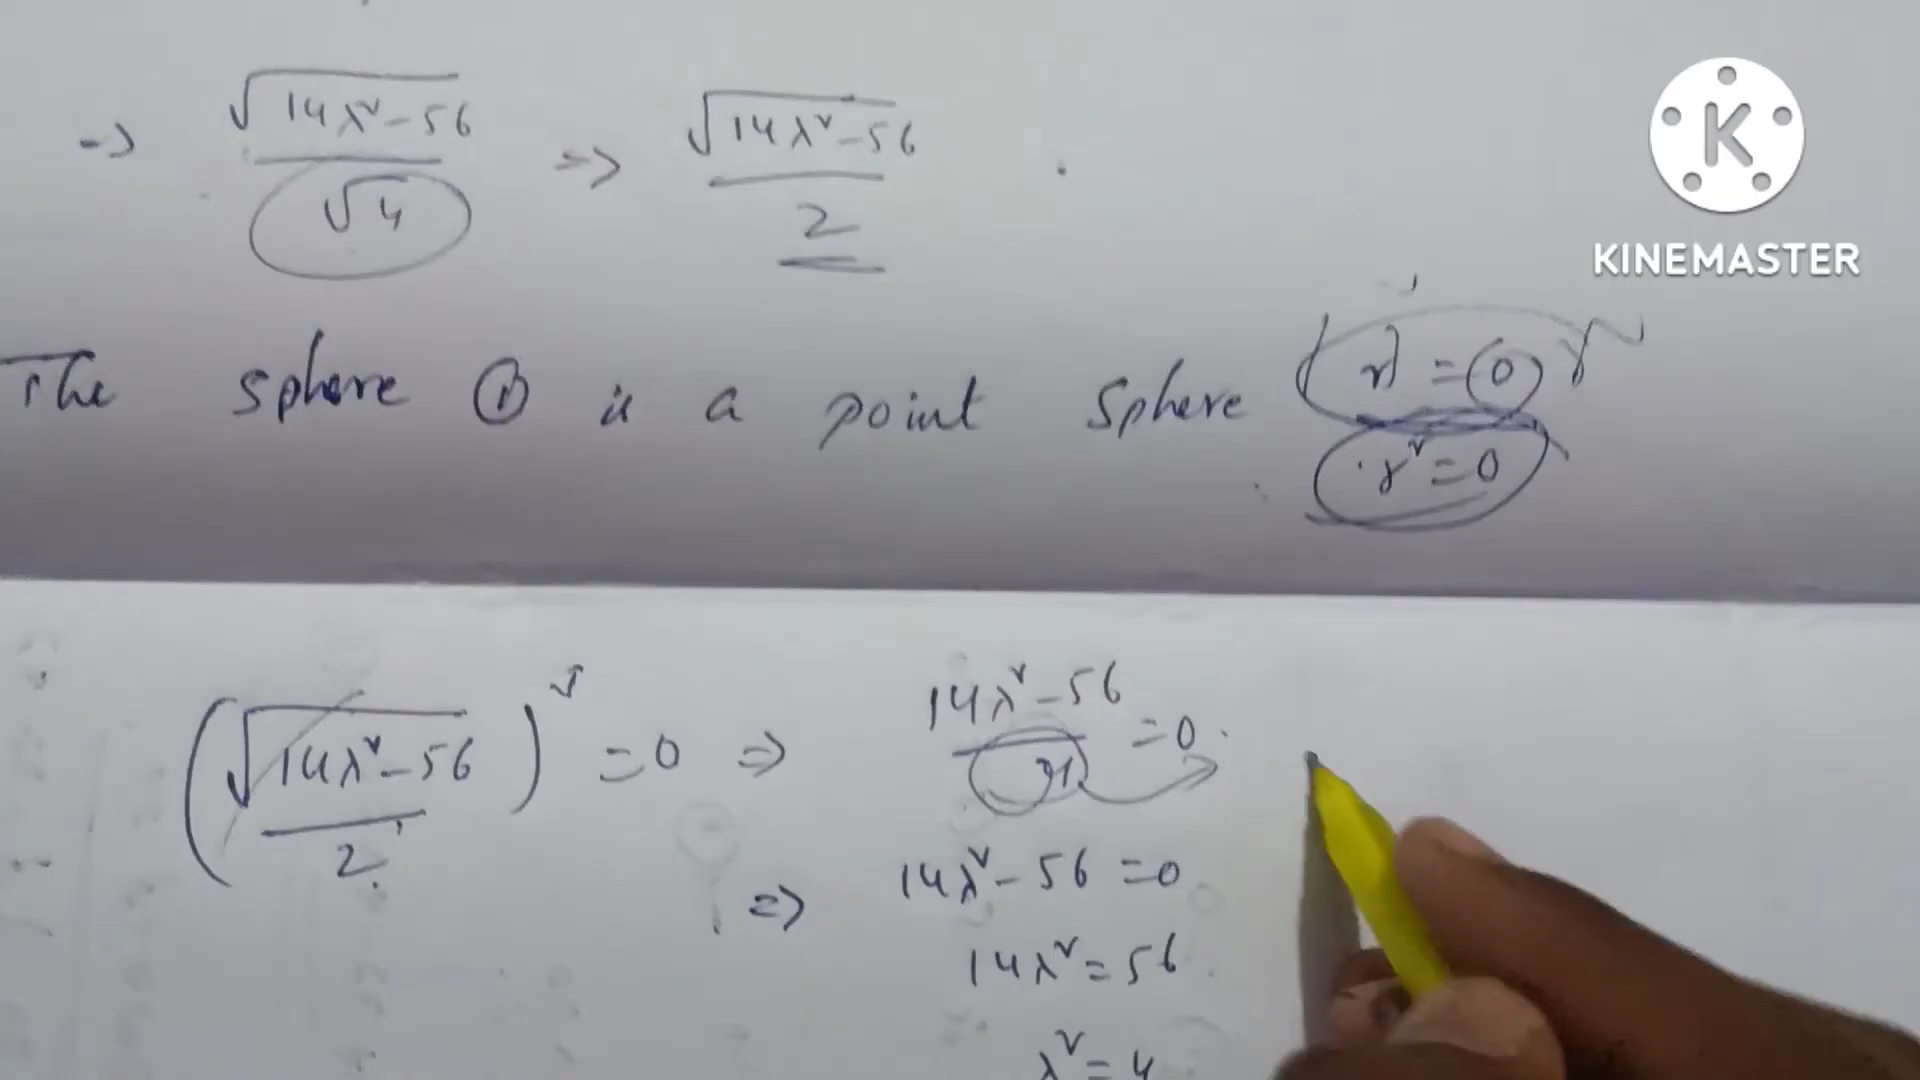 ⇒ √(14λ² - 56) / √4 ⇒ √(14λ² - 56) / 2
KINEMASTER
The sphere ① is a point sphere r = 0
r² = 0
(√(14λ² - 56) / 2)² = 0 ⇒ 14λ² - 56 / 4 = 0
⇒ 14λ² - 56 = 0
14λ² = 56
λ² = 4